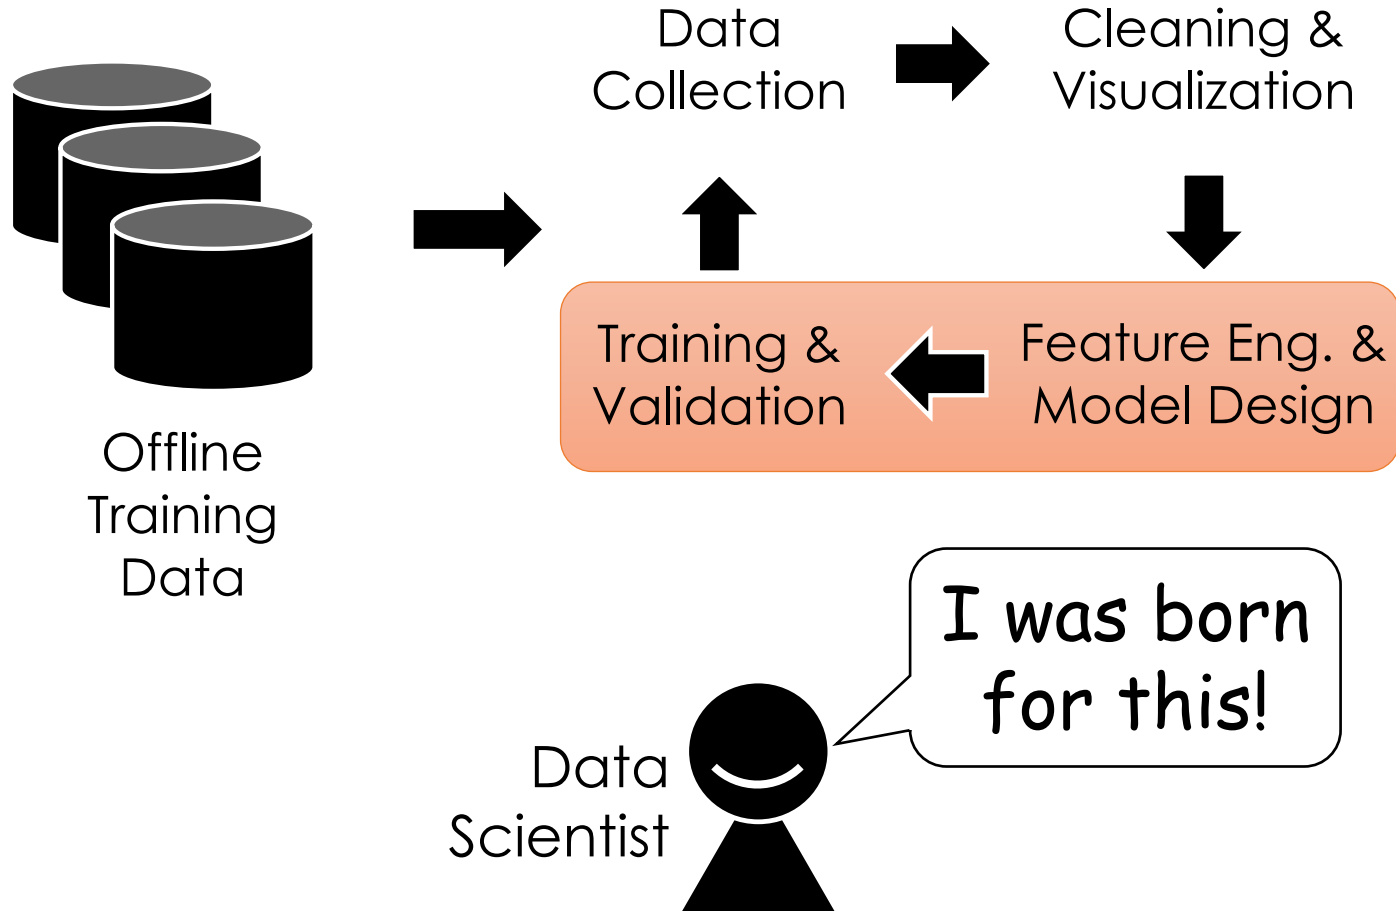 Data
Collection
Cleaning &
Visualization
Training &
Validation
Feature Eng. &
Model Design
Offline
Training
Data
I was born
for this!
Data
Scientist